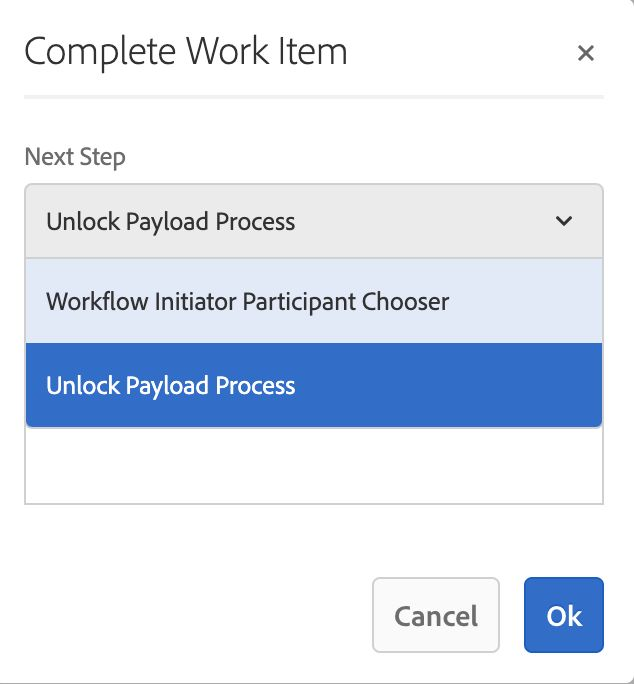 Complete Work Item
Next Step
Unlock Payload Process
Workflow Initiator Participant Chooser
Unlock Payload Process
Cancel
Ok